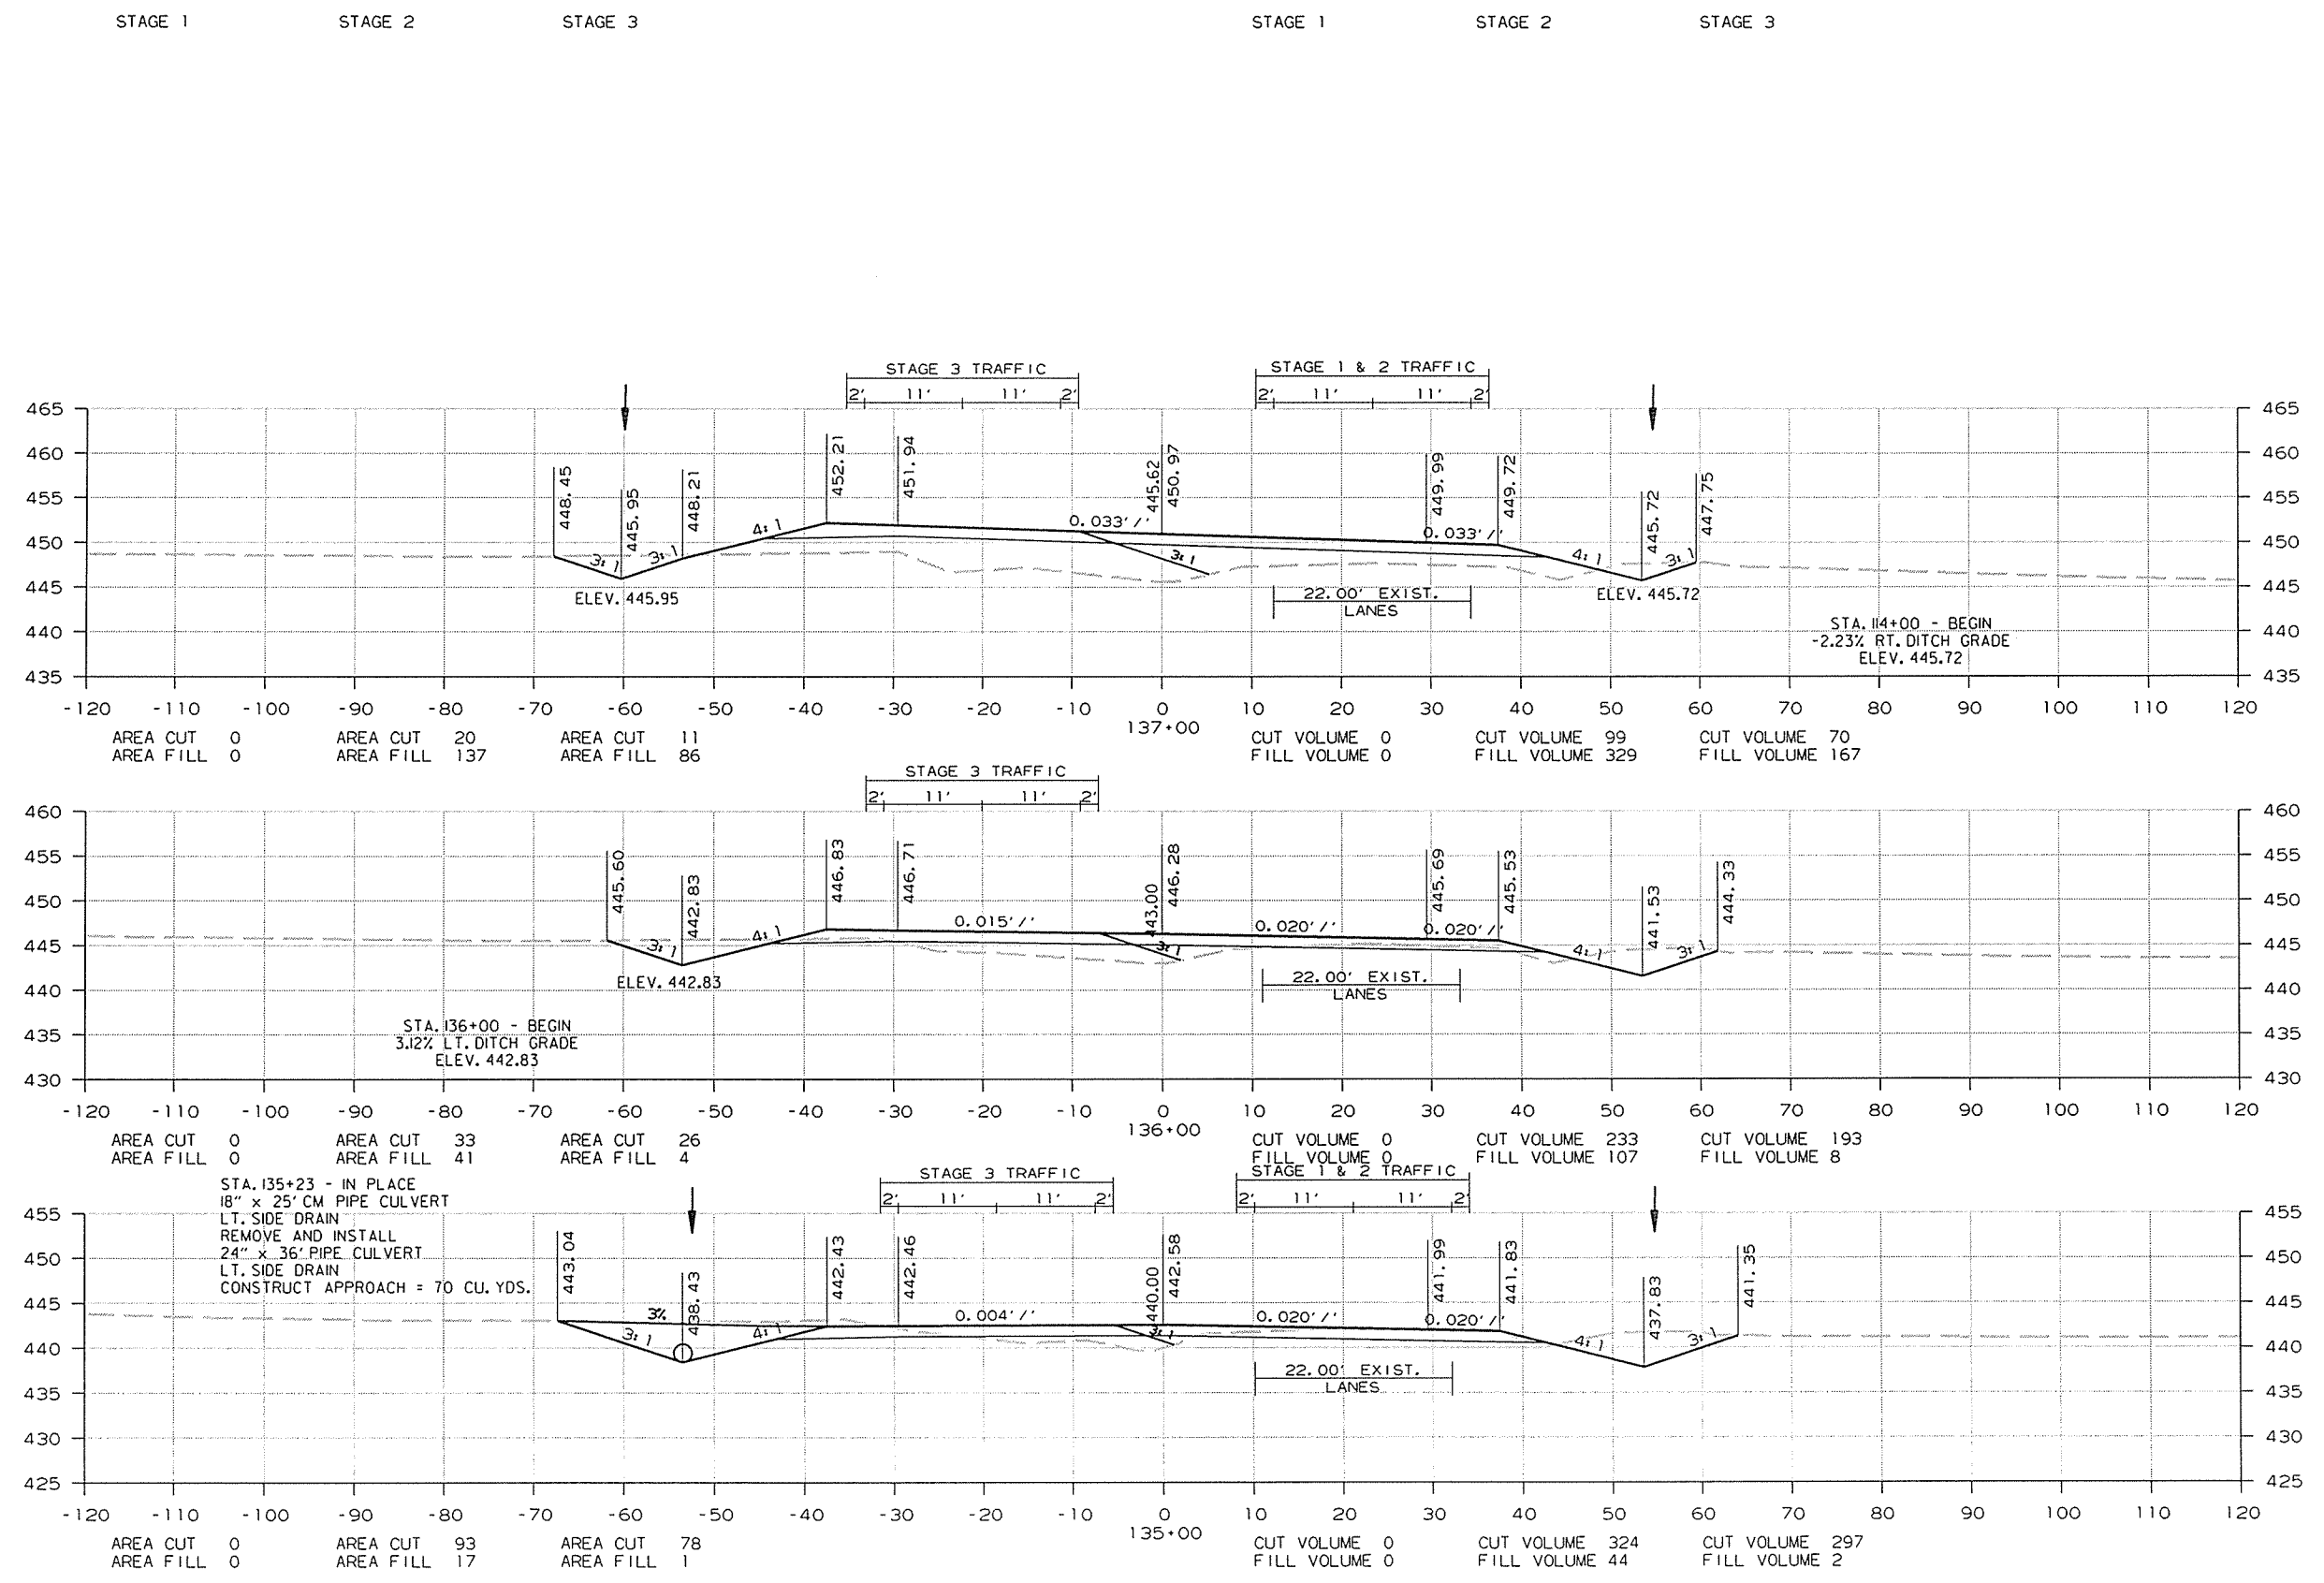 STAGE 1 STAGE 2 STAGE 3 STAGE 1 STAGE 2 STAGE 3
STAGE 3 TRAFFIC STAGE 1 & 2 TRAFFIC
2' 11' 11' 2' 2' 11' 11' 2'
465 465
460 460
455 455
450 450
445 445
440 440
435 435
448.45 445.95 448.21 452.21 451.94 445.62 450.97 449.99 449.72 445.72 447.75
3:1 3:1 4:1 0.033'/' 3:1 0.033'/' 4:1 3:1
ELEV. 445.95 ELEV. 445.72
22.00' EXIST.
LANES
STA. 114+00 - BEGIN
-2.23% RT. DITCH GRADE
ELEV. 445.72
-120 -110 -100 -90 -80 -70 -60 -50 -40 -30 -20 -10 0 10 20 30 40 50 60 70 80 90 100 110 120
137+00
AREA CUT 0 AREA CUT 20 AREA CUT 11 CUT VOLUME 0 CUT VOLUME 99 CUT VOLUME 70
AREA FILL 0 AREA FILL 137 AREA FILL 86 FILL VOLUME 0 FILL VOLUME 329 FILL VOLUME 167
STAGE 3 TRAFFIC
2' 11' 11' 2'
460 460
455 455
450 450
445 445
440 440
435 435
430 430
445.60 442.83 446.83 446.71 443.00 446.28 445.69 445.53 441.53 444.33
3:1 4:1 0.015'/' 3:1 0.020'/' 0.020'/' 4:1 3:1
ELEV. 442.83
22.00' EXIST.
LANES
STA. 136+00 - BEGIN
3.12% LT. DITCH GRADE
ELEV. 442.83
-120 -110 -100 -90 -80 -70 -60 -50 -40 -30 -20 -10 0 10 20 30 40 50 60 70 80 90 100 110 120
136+00
AREA CUT 0 AREA CUT 33 AREA CUT 26 CUT VOLUME 0 CUT VOLUME 233 CUT VOLUME 193
AREA FILL 0 AREA FILL 41 AREA FILL 4 FILL VOLUME 0 FILL VOLUME 107 FILL VOLUME 8
STAGE 3 TRAFFIC STAGE 1 & 2 TRAFFIC
2' 11' 11' 2' 2' 11' 11' 2'
STA. 135+23 - IN PLACE
18" x 25' CM PIPE CULVERT
LT. SIDE DRAIN
REMOVE AND INSTALL
24" x 36' PIPE CULVERT
LT. SIDE DRAIN
CONSTRUCT APPROACH = 70 CU. YDS.
455 455
450 450
445 445
440 440
435 435
430 430
425 425
443.04 438.43 442.43 442.46 440.00 442.58 441.99 441.83 437.83 441.35
3% 3:1 4:1 0.004'/' 3:1 0.020'/' 0.020'/' 4:1 3:1
22.00' EXIST.
LANES
-120 -110 -100 -90 -80 -70 -60 -50 -40 -30 -20 -10 0 10 20 30 40 50 60 70 80 90 100 110 120
135+00
AREA CUT 0 AREA CUT 93 AREA CUT 78 CUT VOLUME 0 CUT VOLUME 324 CUT VOLUME 297
AREA FILL 0 AREA FILL 17 AREA FILL 1 FILL VOLUME 0 FILL VOLUME 44 FILL VOLUME 2